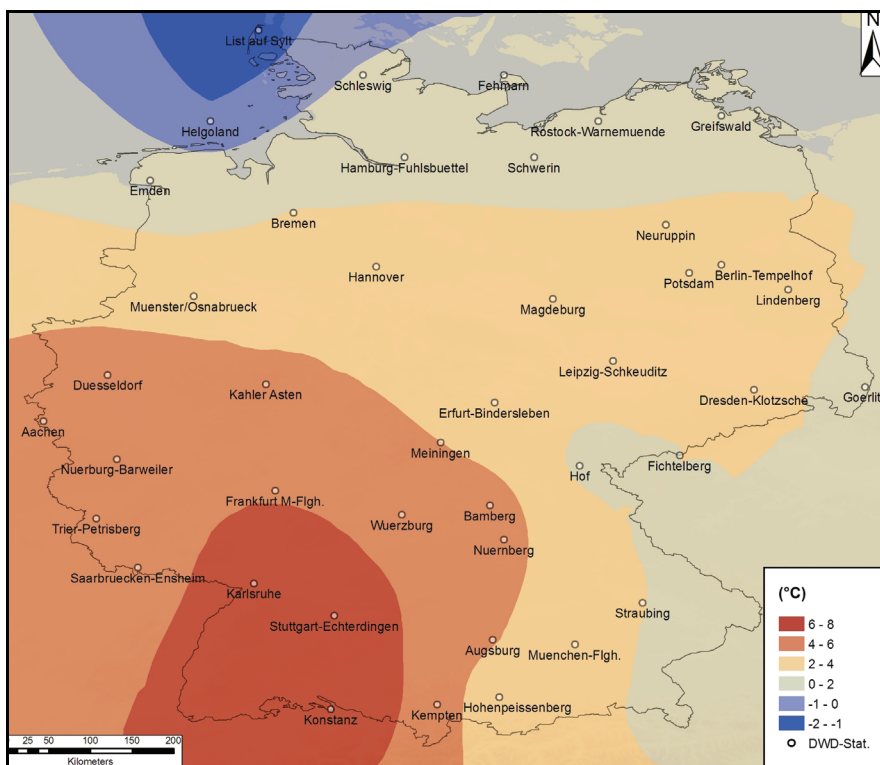 N
List auf Sylt
Schleswig
Fehmarn
Helgoland
Rostock-Warnemuende
Greifswald
Hamburg-Fuhlsbuettel
Schwerin
Emden
Bremen
Neuruppin
Hannover
Potsdam
Berlin-Tempelhof
Muenster/Osnabrueck
Magdeburg
Lindenberg
Leipzig-Schkeuditz
Duesseldorf
Kahler Asten
Dresden-Klotzsche
Goerlit
Erfurt-Bindersleben
Aachen
Meiningen
Nuerburg-Barweiler
Hof
Fichtelberg
Frankfurt M-Flgh.
Bamberg
Trier-Petrisberg
Wuerzburg
Nuernberg
Saarbruecken-Ensheim
Karlsruhe
Stuttgart-Echterdingen
Straubing
Augsburg
Muenchen-Flgh.
Konstanz
Kempten
Hohenpeissenberg
(°C)
6 - 8
4 - 6
2 - 4
0 - 2
-1 - 0
-2 - -1
DWD-Stat.
25 50 100 150 200
Kilometers